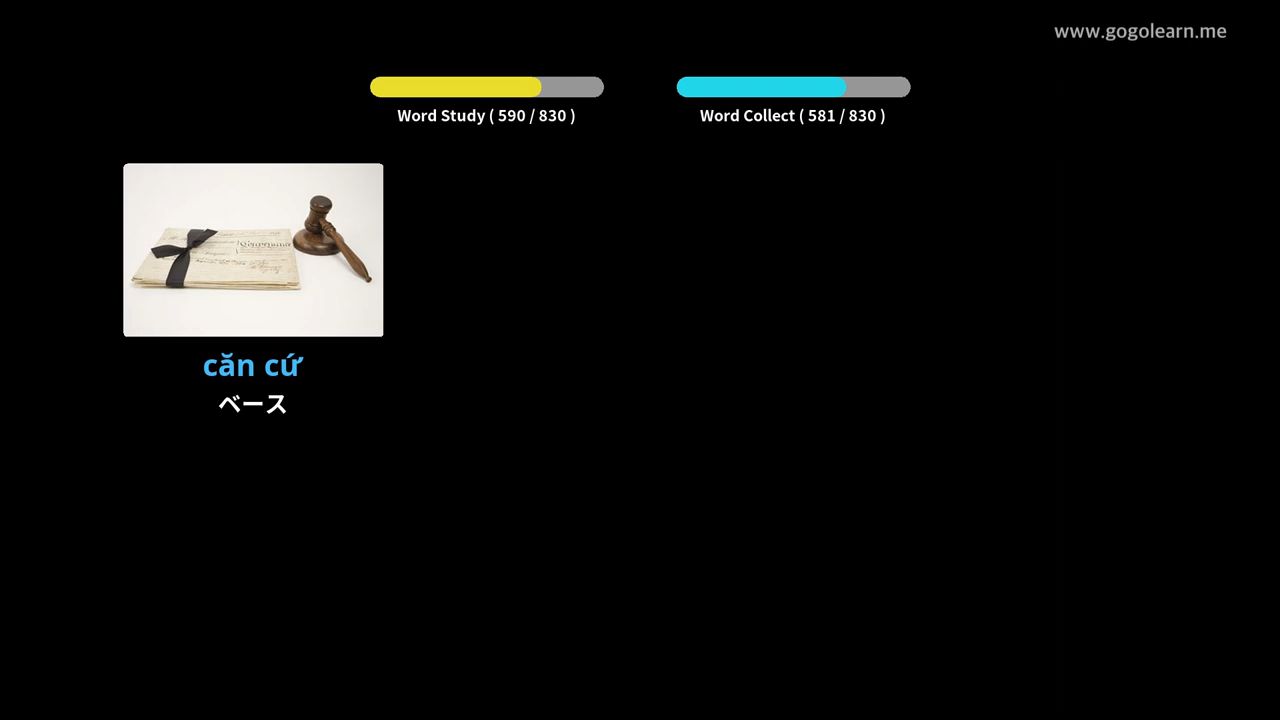 www.gogolearn.me
Word Study ( 590 / 830 )
Word Collect ( 581 / 830 )
căn cứ
ベース